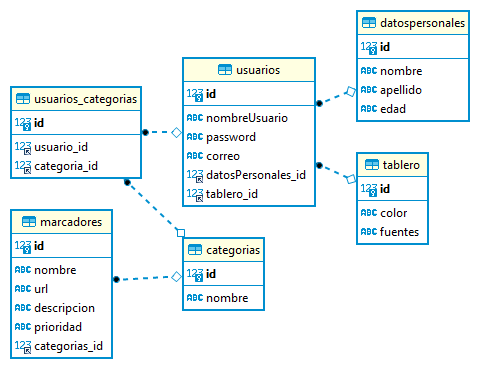 datospersonales
123 id
ABC nombre
ABC apellido
ABC edad
usuarios
123 id
ABC nombreUsuario
ABC password
ABC correo
123 datosPersonales_id
123 tablero_id
usuarios_categorias
123 id
123 usuario_id
123 categoria_id
tablero
123 id
ABC color
ABC fuentes
marcadores
123 id
ABC nombre
ABC url
ABC descripcion
ABC prioridad
123 categorias_id
categorias
123 id
ABC nombre